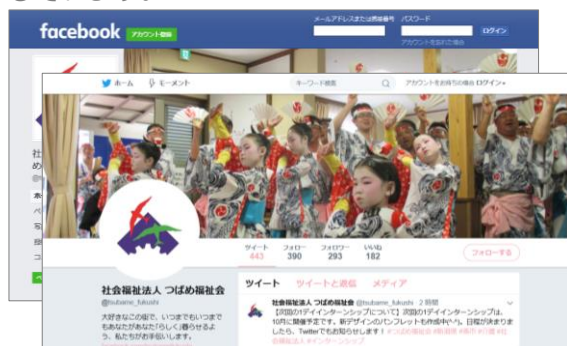 facebook
アカウント登録
メールアドレスまたは携帯番号
パスワード
ログイン
アカウントを忘れた場合
ホーム
モーメント
キーワード検索
アカウントをお持ちの場合 ログイン
ツイート フォロー フォロワー いいね
443 390 293 182
フォローする
社会福祉法人 つばめ福祉会
@tsubame_fukushi
大好きなこの街で、いつまでもいつまで
もあなたがあなた「らしく」暮らせるよ
う、私たちがお手伝いします。
ツイート ツイートと返信 メディア
社会福祉法人 つばめ福祉会 @tsubame_fukushi · 2 時間
【次回の1デイインターンシップについて】次回の1デイインターンシップは、
10月に開催予定です。新デザインのパンフレットも作成中(^-^)。日程が決まりま
したら、Twitterでもお知らせします!